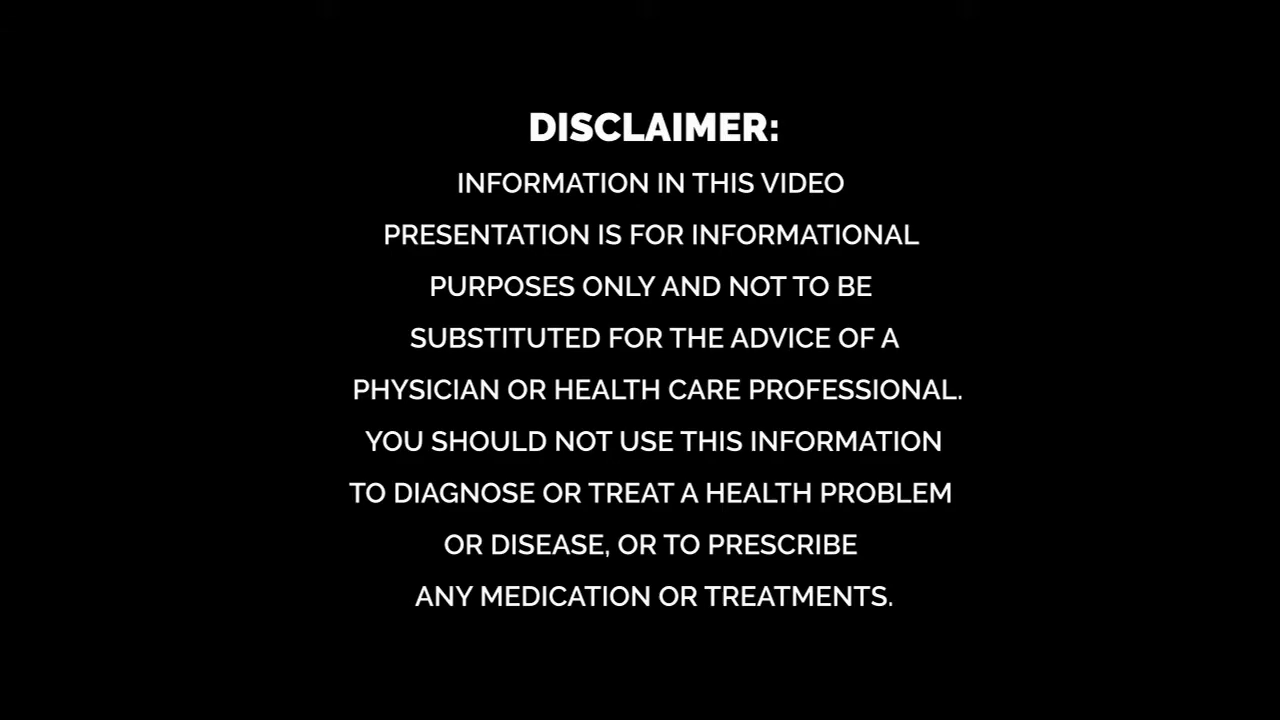 DISCLAIMER:
INFORMATION IN THIS VIDEO
PRESENTATION IS FOR INFORMATIONAL
PURPOSES ONLY AND NOT TO BE
SUBSTITUTED FOR THE ADVICE OF A
PHYSICIAN OR HEALTH CARE PROFESSIONAL.
YOU SHOULD NOT USE THIS INFORMATION
TO DIAGNOSE OR TREAT A HEALTH PROBLEM
OR DISEASE, OR TO PRESCRIBE
ANY MEDICATION OR TREATMENTS.